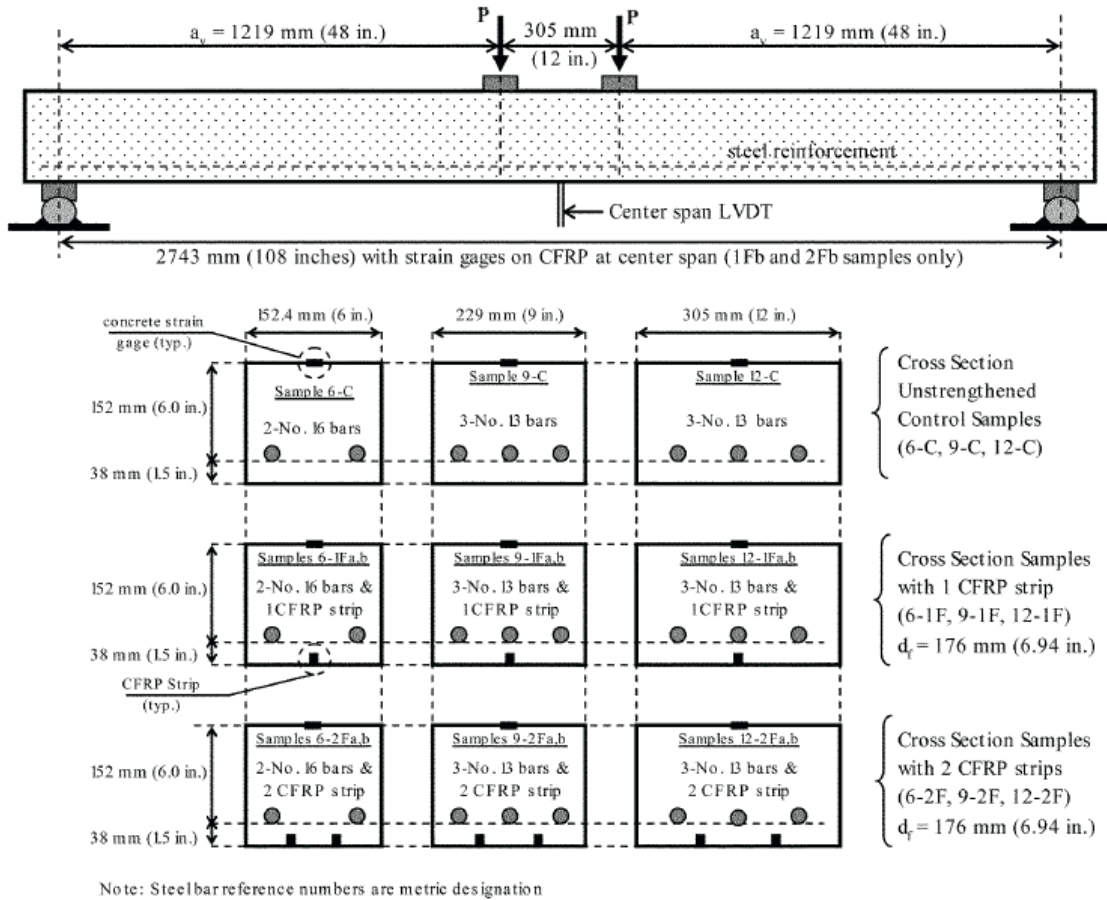 P P
a_v = 1219 mm (48 in.) 305 mm (12 in.) a_v = 1219 mm (48 in.)
steel reinforcement
Center span LVDT
2743 mm (108 inches) with strain gages on CFRP at center span (1Fb and 2Fb samples only)
152.4 mm (6 in.) 229 mm (9 in.) 305 mm (12 in.)
concrete strain
gage (typ.)
152 mm (6.0 in.)
38 mm (1.5 in.)
Sample 6-C
2-No. 16 bars
Sample 9-C
3-No. 13 bars
Sample 12-C
3-No. 13 bars
Cross Section
Unstrengthened
Control Samples
(6-C, 9-C, 12-C)
152 mm (6.0 in.)
38 mm (1.5 in.)
CFRP Strip
(typ.)
Samples 6-1Fa,b
2-No. 16 bars &
1CFRP strip
Samples 9-1Fa,b
3-No. 13 bars &
1CFRP strip
Samples 12-1Fa,b
3-No. 13 bars &
1CFRP strip
Cross Section Samples
with 1 CFRP strip
(6-1F, 9-1F, 12-1F)
d_f = 176 mm (6.94 in.)
152 mm (6.0 in.)
38 mm (1.5 in.)
Samples 6-2Fa,b
2-No. 16 bars &
2 CFRP strip
Samples 9-2Fa,b
3-No. 13 bars &
2 CFRP strip
Samples 12-2Fa,b
3-No. 13 bars &
2 CFRP strip
Cross Section Samples
with 2 CFRP strips
(6-2F, 9-2F, 12-2F)
d_f = 176 mm (6.94 in.)
Note: Steel bar reference numbers are metric designation